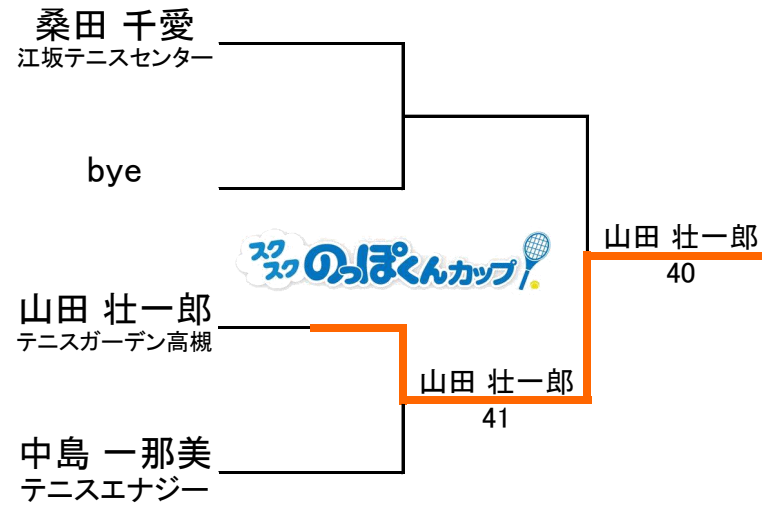 桑田 千愛
江坂テニスセンター
bye
スクスク
のっぽくんカップ
山田 壮一郎
40
山田 壮一郎
テニスガーデン高槻
山田 壮一郎
41
中島 一那美
テニスエナジー